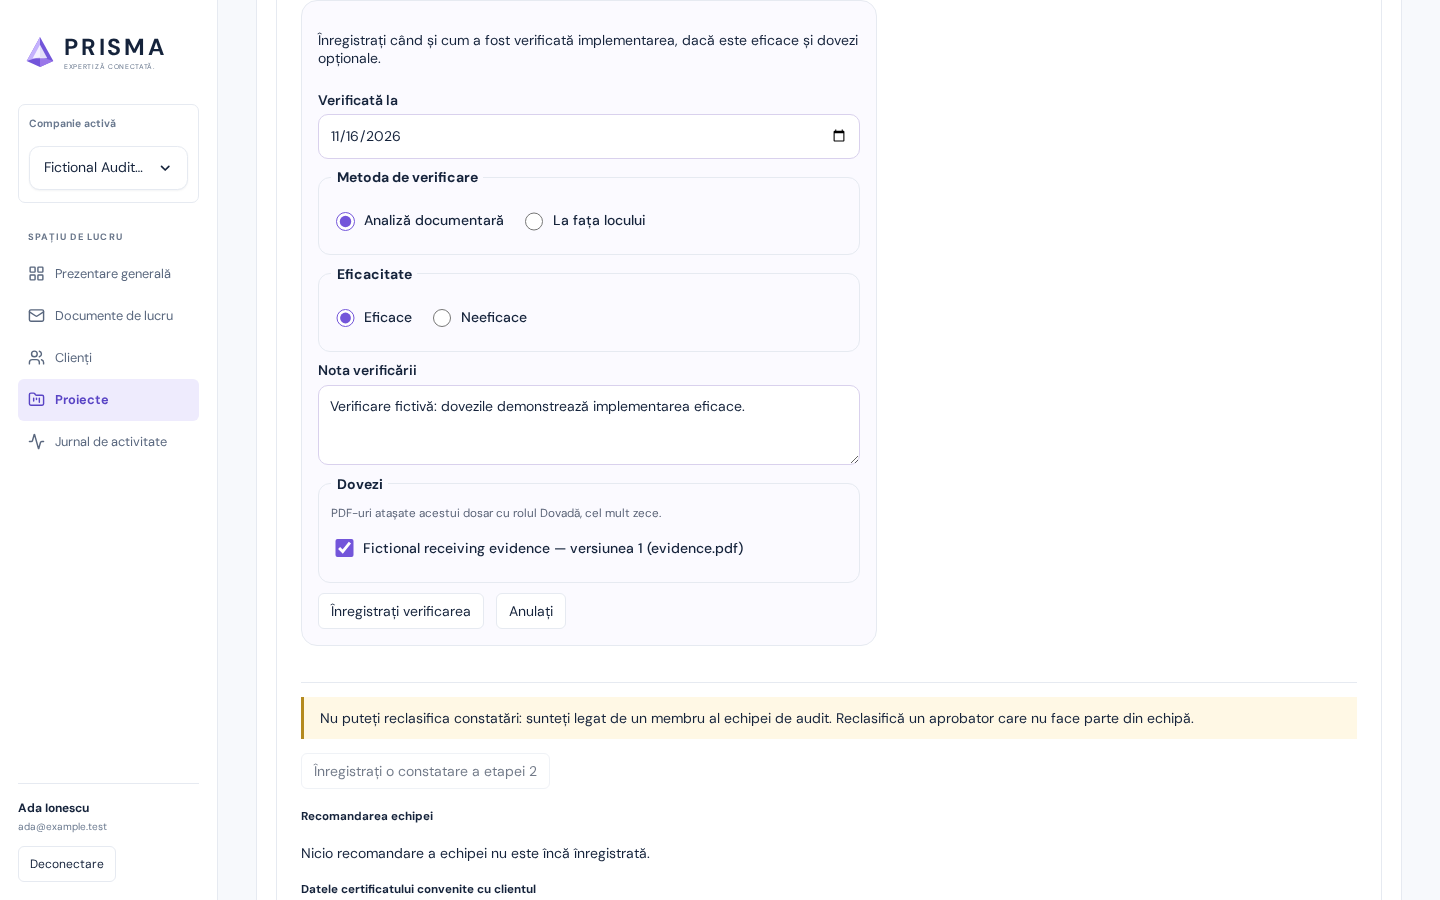 PRISMA
EXPERTIZĂ CONECTATĂ.
Companie activă
Fictional Audit...
SPAȚIU DE LUCRU
Prezentare generală
Documente de lucru
Clienți
Proiecte
Jurnal de activitate
Ada Ionescu
ada@example.test
Deconectare
Înregistrați când și cum a fost verificată implementarea, dacă este eficace și dovezi
opționale.
Verificată la
11/16/2026
Metoda de verificare
Analiză documentară
La fața locului
Eficacitate
Eficace
Neeficace
Nota verificării
Verificare fictivă: dovezile demonstrează implementarea eficace.
Dovezi
PDF-uri atașate acestui dosar cu rolul Dovadă, cel mult zece.
Fictional receiving evidence — versiunea 1 (evidence.pdf)
Înregistrați verificarea
Anulați
Nu puteți reclasifica constatări: sunteți legat de un membru al echipei de audit. Reclasifică un aprobator care nu face parte din echipă.
Înregistrați o constatare a etapei 2
Recomandarea echipei
Nicio recomandare a echipei nu este încă înregistrată.
Datele certificatului convenite cu clientul